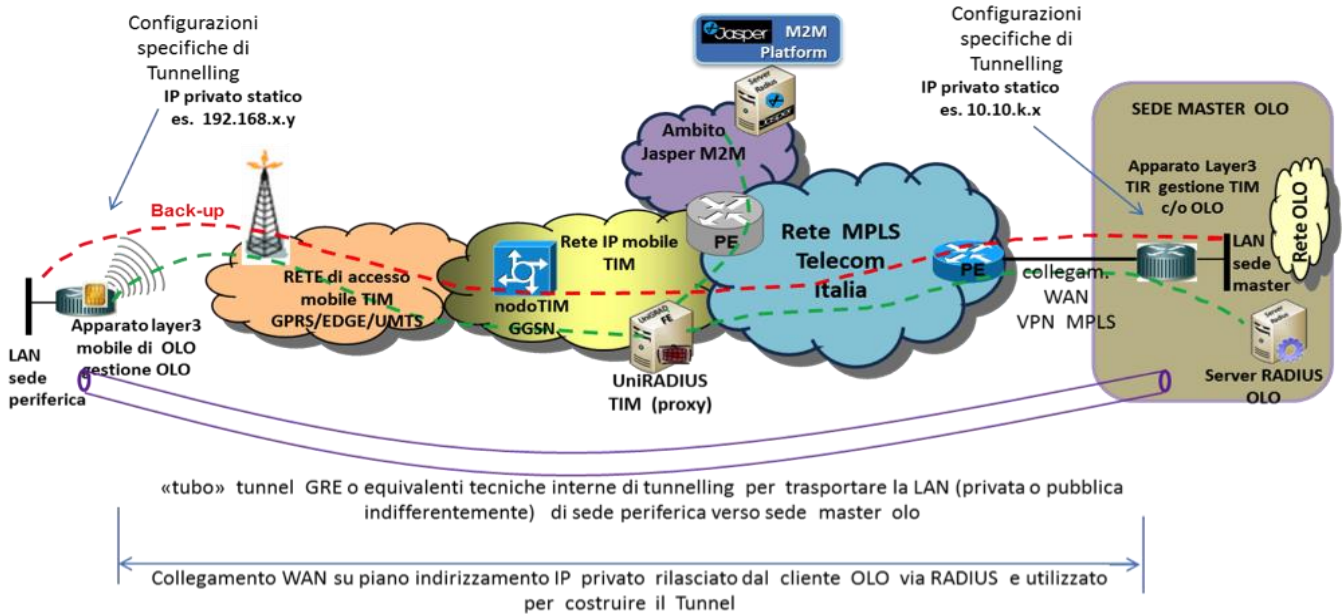 Configurazioni
specifiche di
Tunnelling
IP privato statico
es. 192.168.x.y
Jasper
M2M
Platform
Server
Radius
Jasper
Ambito
Jasper M2M
Configurazioni
specifiche di
Tunnelling
IP privato statico
es. 10.10.k.x
SEDE MASTER OLO
Apparato Layer3
TIR gestione TIM
c/o OLO
Rete OLO
Back-up
RETE di accesso
mobile TIM
GPRS/EDGE/UMTS
Rete IP mobile
TIM
nodoTIM
GGSN
PE
Rete MPLS
Telecom
Italia
PE
collegam.
WAN
VPN MPLS
LAN
sede
master
Apparato layer3
mobile di OLO
gestione OLO
LAN
sede
periferica
UniGRAD
FE
UniRADIUS
TIM (proxy)
Server
Radius
Server RADIUS
OLO
«tubo» tunnel GRE o equivalenti tecniche interne di tunnelling per trasportare la LAN (privata o pubblica
indifferentemente) di sede periferica verso sede master olo
Collegamento WAN su piano indirizzamento IP privato rilasciato dal cliente OLO via RADIUS e utilizzato
per costruire il Tunnel